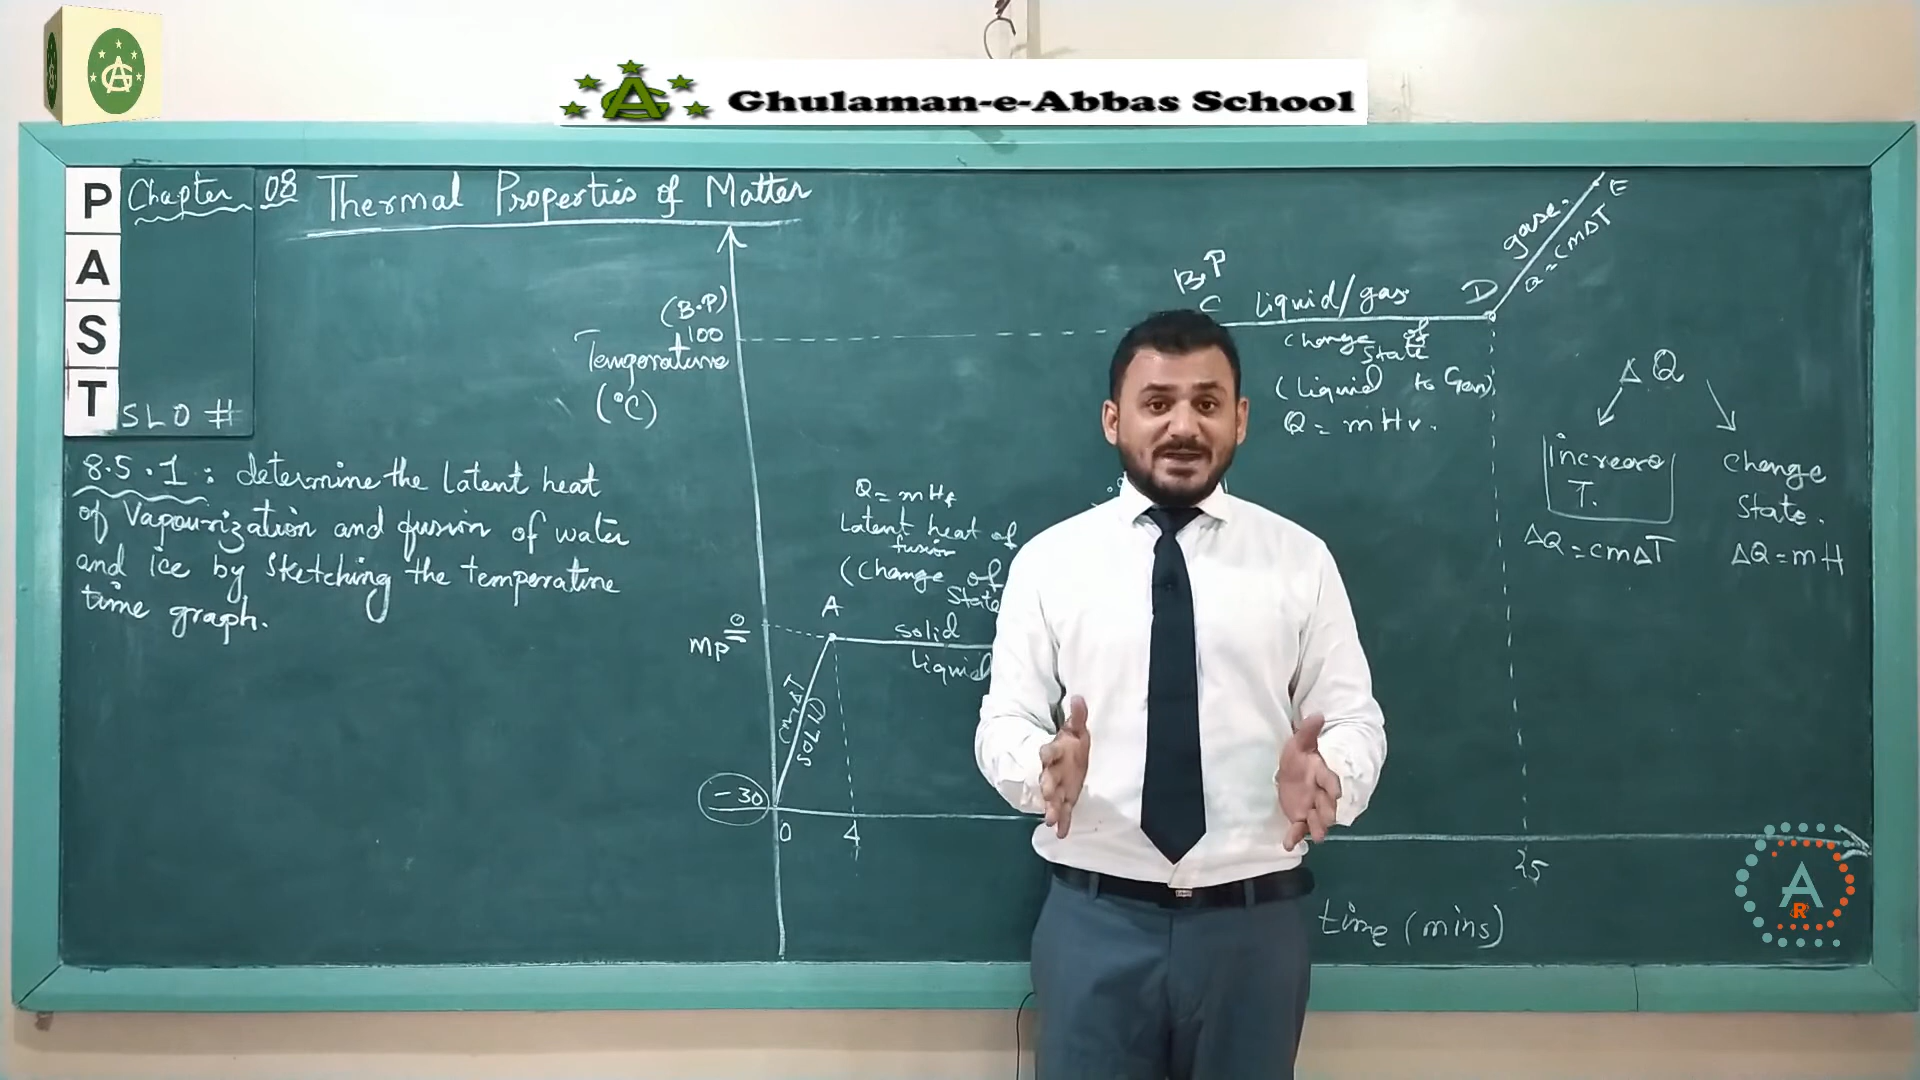 Ghulaman-e-Abbas School
P
A
S
T
Chapter 08 Thermal Properties of Matter
SLO #
8.5.1: determine the Latent heat
of Vapourization and fusion of water
and ice by sketching the temperature
time graph.
(B.P)
100
Temperature
(°C)
0
MP
-30
0
4
A
cmΔT
SOLID
Q = mHf
Latent heat of
fusion
(Change of
State
solid
liquid
B.P
C
Liquid/gas
D
Change of
State
(Liquid to Gas)
Q = mHv.
gase.
E
Q = cmΔT
ΔQ
Increase
T.
ΔQ = cmΔT
Change
State.
ΔQ = mH
time (mins)
A
R